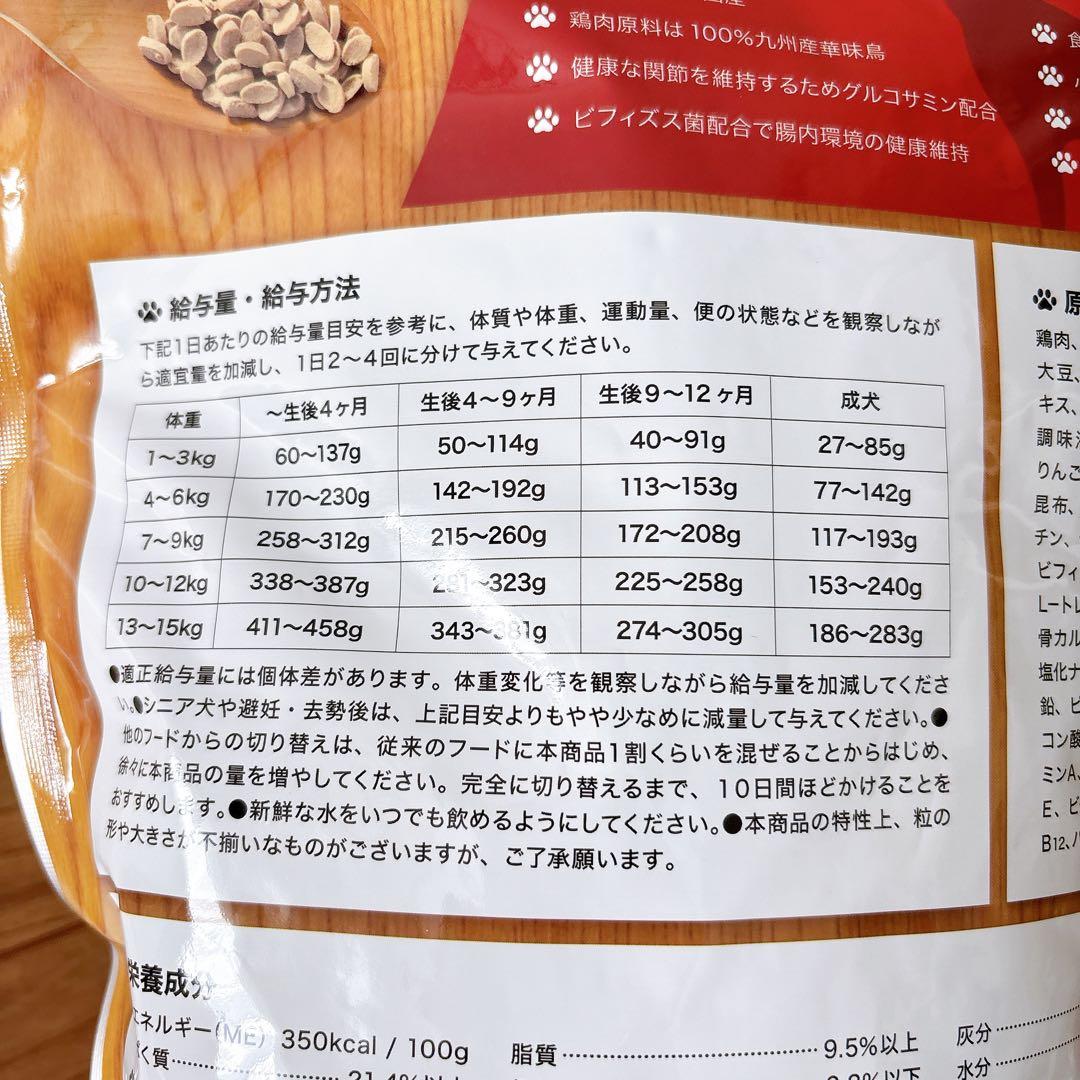 鶏肉原料は100%九州産華味鳥
健康な関節を維持するためグルコサミン配合
ビフィズス菌配合で腸内環境の健康維持
給与量・給与方法
下記1日あたりの給与量目安を参考に、体質や体重、運動量、便の状態などを観察しなが
ら適宜量を加減し、1日2〜4回に分けて与えてください。
体重 〜生後4ヶ月 生後4〜9ヶ月 生後9〜12ヶ月 成犬
1〜3kg 60〜137g 50〜114g 40〜91g 27〜85g
4〜6kg 170〜230g 142〜192g 113〜153g 77〜142g
7〜9kg 258〜312g 215〜260g 172〜208g 117〜193g
10〜12kg 338〜387g 〜323g 225〜258g 153〜240g
13〜15kg 411〜458g 343〜381g 274〜305g 186〜283g
●適正給与量には個体差があります。体重変化等を観察しながら給与量を加減してくださ
い。●シニア犬や避妊・去勢後は、上記目安よりもやや少なめに減量して与えてください。●
他のフードからの切り替えは、従来のフードに本商品1割くらいを混ぜることからはじめ、
徐々に本商品の量を増やしてください。完全に切り替えるまで、10日間ほどかけることを
おすすめします。●新鮮な水をいつでも飲めるようにしてください。●本商品の特性上、粒の
形や大きさが不揃いなものがございますが、ご了承願います。
原
鶏肉、
大豆、
キス、
調味
りんご
昆布、
チン、
ビフィ
L-トレ
骨カル
塩化ナ
鉛、ビ
コン酸
ミンA、
E、ビ
B12、
栄養成分
エネルギー(ME) 350kcal / 100g 脂質 9.5%以上 灰分
く質 21.4%以上 以下 水分